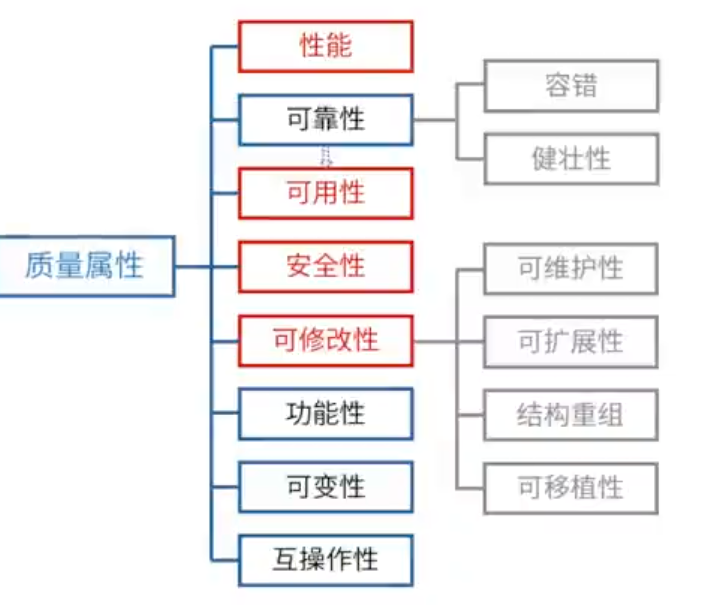 质量属性
性能
可靠性
容错
健壮性
可用性
安全性
可修改性
可维护性
可扩展性
结构重组
可移植性
功能性
可变性
互操作性